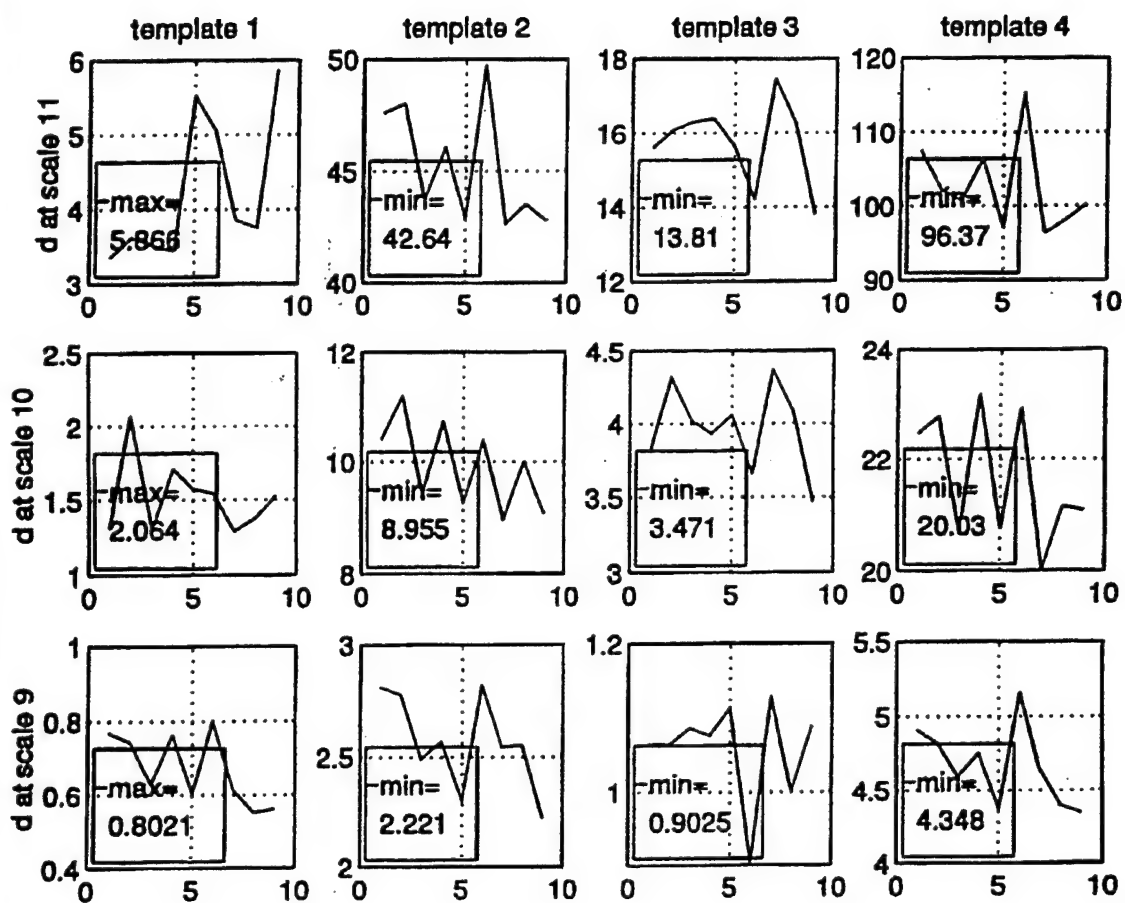 template 1 template 2 template 3 template 4
d at scale 11
6 50 18 120
5 45 16 110
4 14 100
3 40 12 90
max=
5.866
min=
42.64
min=
13.81
min=
96.37
0 5 10 0 5 10 0 5 10 0 5 10
d at scale 10
2.5 12 4.5 24
2 10 4 22
1.5 3.5
1 8 3 20
max=
2.064
min=
8.955
min=
3.471
min=
20.03
0 5 10 0 5 10 0 5 10 0 5 10
d at scale 9
1 3 1.2 5.5
0.8 2.5 1 5
0.6 4.5
0.4 2 4
max=
0.8021
min=
2.221
min=
0.9025
min=
4.348
0 5 10 0 5 10 0 5 10 0 5 10